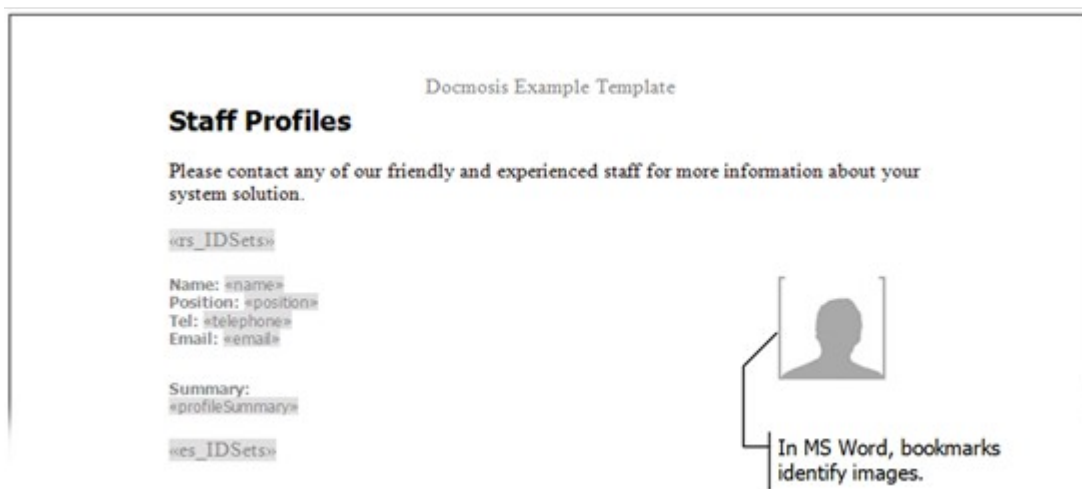 Docmosis Example Template
Staff Profiles
Please contact any of our friendly and experienced staff for more information about your
system solution.
«rs_IDSets»
Name: «name»
Position: «position»
Tel: «telephone»
Email: «email»
Summary:
«profileSummary»
«es_IDSets»
In MS Word, bookmarks
identify images.